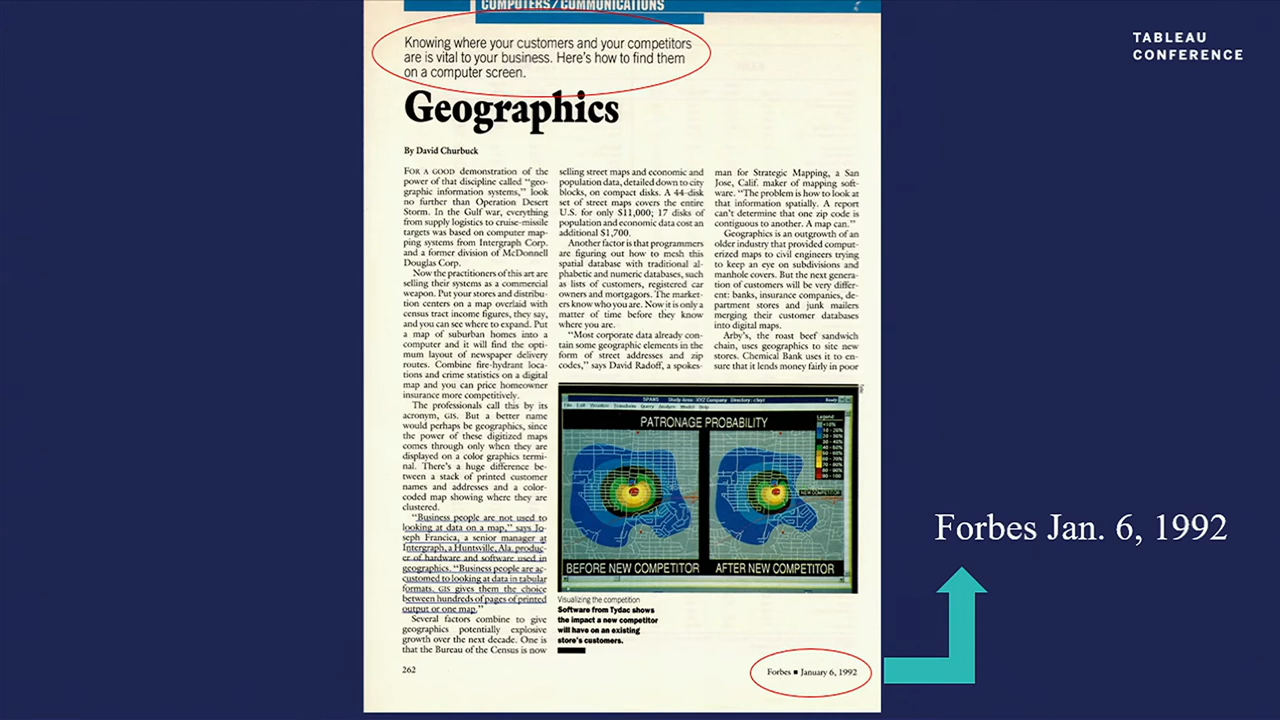 COMPUTERS/COMMUNICATIONS
TABLEAU
CONFERENCE
Knowing where your customers and your competitors
are is vital to your business. Here's how to find them
on a computer screen.
Geographics
By David Churbuck
FOR A GOOD demonstration of the
power of that discipline called "geo-
graphic information systems," look
no further than Operation Desert
Storm. In the Gulf war, everything
from supply logistics to cruise-missile
targets was based on computer map-
ping systems from Intergraph Corp.
and a former division of McDonnell
Douglas Corp.
Now the practitioners of this art are
selling their systems as a commercial
weapon. Put your stores and distribu-
tion centers on a map overlaid with
census tract income figures, they say,
and you can see where to expand. Put
a map of suburban homes into a
computer and it will find the opti-
mum layout of newspaper delivery
routes. Combine fire-hydrant loca-
tions and crime statistics on a digital
map and you can price homeowner
insurance more competitively.
The professionals call this by its
acronym, GIS. But a better name
would perhaps be geographics, since
the power of these digitized maps
comes through only when they are
displayed on a color graphics termi-
nal. There's a huge difference be-
tween a stack of printed customer
names and addresses and a color-
coded map showing where they are
clustered.
"Business people are not used to
looking at data on a map," says Jo-
seph Francica, a senior manager at
Intergraph, a Huntsville, Ala. produc-
er of hardware and software used in
geographics. "Business people are ac-
customed to looking at data in tabular
formats. GIS gives them the choice
between hundreds of pages of printed
output or one map."
Several factors combine to give
geographics potentially explosive
growth over the next decade. One is
that the Bureau of the Census is now
selling street maps and economic and
population data, detailed down to city
blocks, on compact disks. A 44-disk
set of street maps covers the entire
U.S. for only $11,000; 17 disks of
population and economic data cost an
additional $1,700.
Another factor is that programmers
are figuring out how to mesh this
spatial database with traditional al-
phabetic and numeric databases, such
as lists of customers, registered car
owners and mortgagors. The market-
ers know who you are. Now it is only a
matter of time before they know
where you are.
"Most corporate data already con-
tain some geographic elements in the
form of street addresses and zip
codes," says David Radoff, a spokes-
man for Strategic Mapping, a San
Jose, Calif. maker of mapping soft-
ware. "The problem is how to look at
that information spatially. A report
can't determine that one zip code is
contiguous to another. A map can."
Geographics is an outgrowth of an
older industry that provided comput-
erized maps to civil engineers trying
to keep an eye on subdivisions and
manhole covers. But the next genera-
tion of customers will be very differ-
ent: banks, insurance companies, de-
partment stores and junk mailers
merging their customer databases
into digital maps.
Arby's, the roast beef sandwich
chain, uses geographics to site new
stores. Chemical Bank uses it to en-
sure that it lends money fairly in poor
SPANS Study Area: XYZ Company Directory:
PATRONAGE PROBABILITY
Legend
NEW COMPETITOR
BEFORE NEW COMPETITOR
AFTER NEW COMPETITOR
Visualizing the competition
Software from Tydac shows
the impact a new competitor
will have on an existing
store's customers.
262
Forbes ■ January 6, 1992
Forbes Jan. 6, 1992